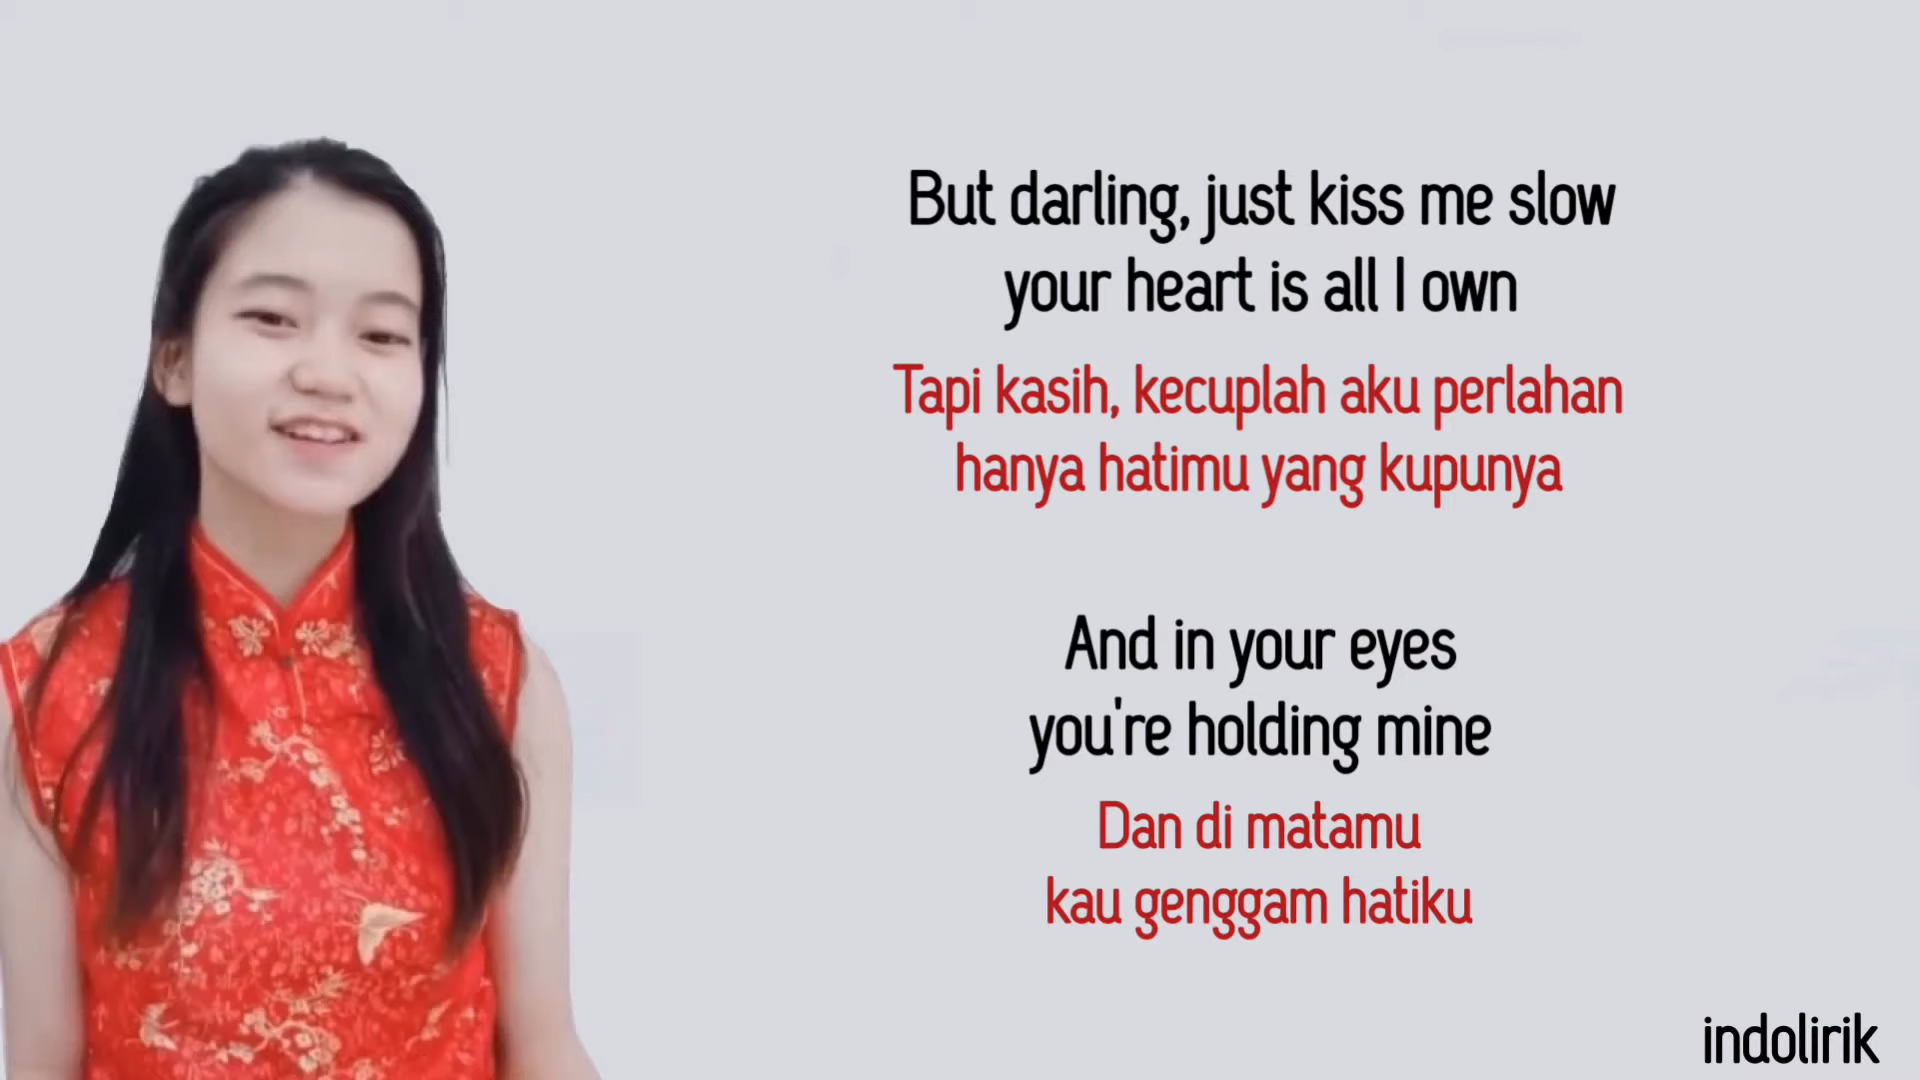 But darling, just kiss me slow
your heart is all I own
Tapi kasih, kecuplah aku perlahan
hanya hatimu yang kupunya
And in your eyes
you're holding mine
Dan di matamu
kau genggam hatiku
indolirik